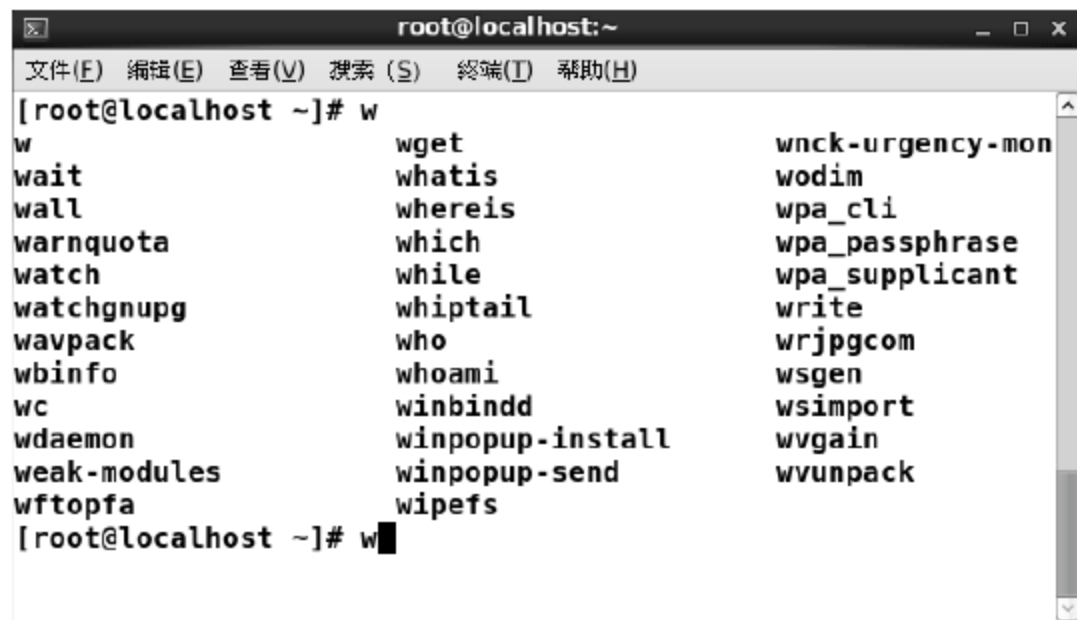 root@localhost:~
文件(F) 编辑(E) 查看(V) 搜索 (S) 终端(T) 帮助(H)
[root@localhost ~]# w
w wget wnck-urgency-mon
wait whatis wodim
wall whereis wpa_cli
warnquota which wpa_passphrase
watch while wpa_supplicant
watchgnupg whiptail write
wavpack who wrjpgcom
wbinfo whoami wsgen
wc winbindd wsimport
wdaemon winpopup-install wvgain
weak-modules winpopup-send wvunpack
wftopfa wipefs
[root@localhost ~]# w